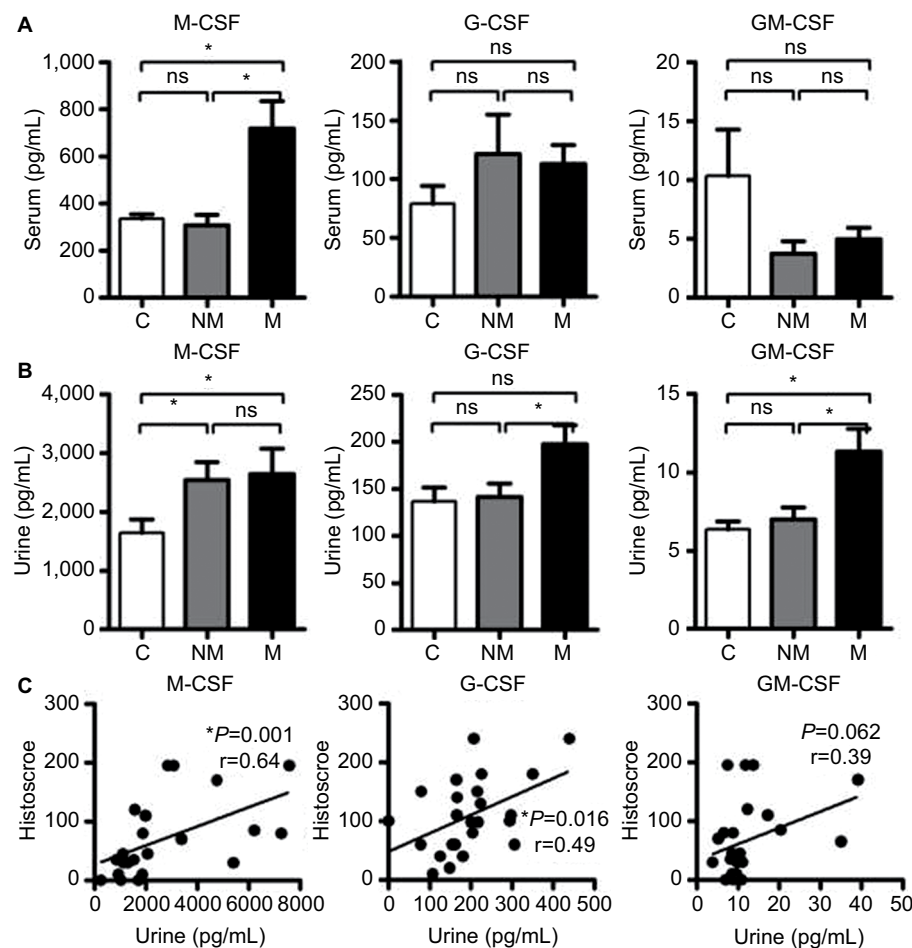 A
M-CSF
G-CSF
GM-CSF
*
ns
ns
ns
*
ns
ns
ns
ns
1,000
800
600
400
200
0
Serum (pg/mL)
C NM M
200
150
100
50
0
Serum (pg/mL)
C NM M
20
15
10
5
0
Serum (pg/mL)
C NM M
B
M-CSF
G-CSF
GM-CSF
*
ns
*
*
ns
ns
*
ns
*
4,000
3,000
2,000
1,000
0
Urine (pg/mL)
C NM M
250
200
150
100
50
0
Urine (pg/mL)
C NM M
15
10
5
0
Urine (pg/mL)
C NM M
C
M-CSF
G-CSF
GM-CSF
300
200
100
0
Histoscroe
*P=0.001
r=0.64
0 2000 4000 6000 8000
Urine (pg/mL)
300
200
100
0
Histoscroe
*P=0.016
r=0.49
0 100 200 300 400 500
Urine (pg/mL)
300
200
100
0
Histoscroe
P=0.062
r=0.39
0 10 20 30 40 50
Urine (pg/mL)